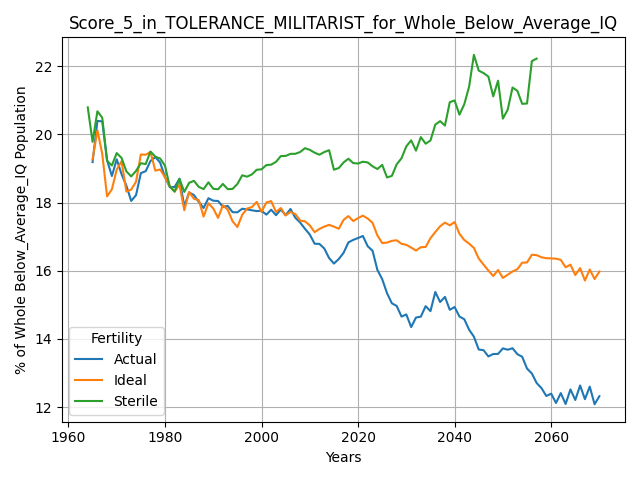 Score_5_in_TOLERANCE_MILITARIST_for_Whole_Below_Average_IQ
% of Whole Below_Average_IQ Population
22
20
18
16
14
12
Fertility
Actual
Ideal
Sterile
1960
1980
2000
2020
2040
2060
Years